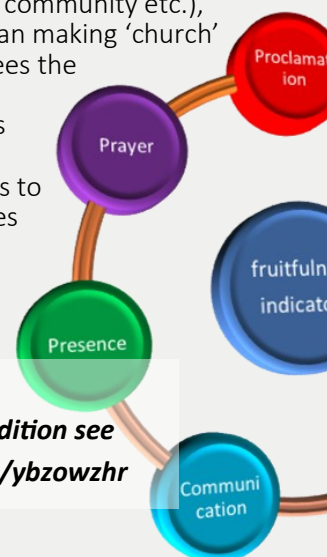 community etc.),
an making ‘church’
ees the
s
s to
es
Proclamat
ion
Prayer
fruitfuln
indicato
Presence
dition see
/ybzowzhr
Communi
cation